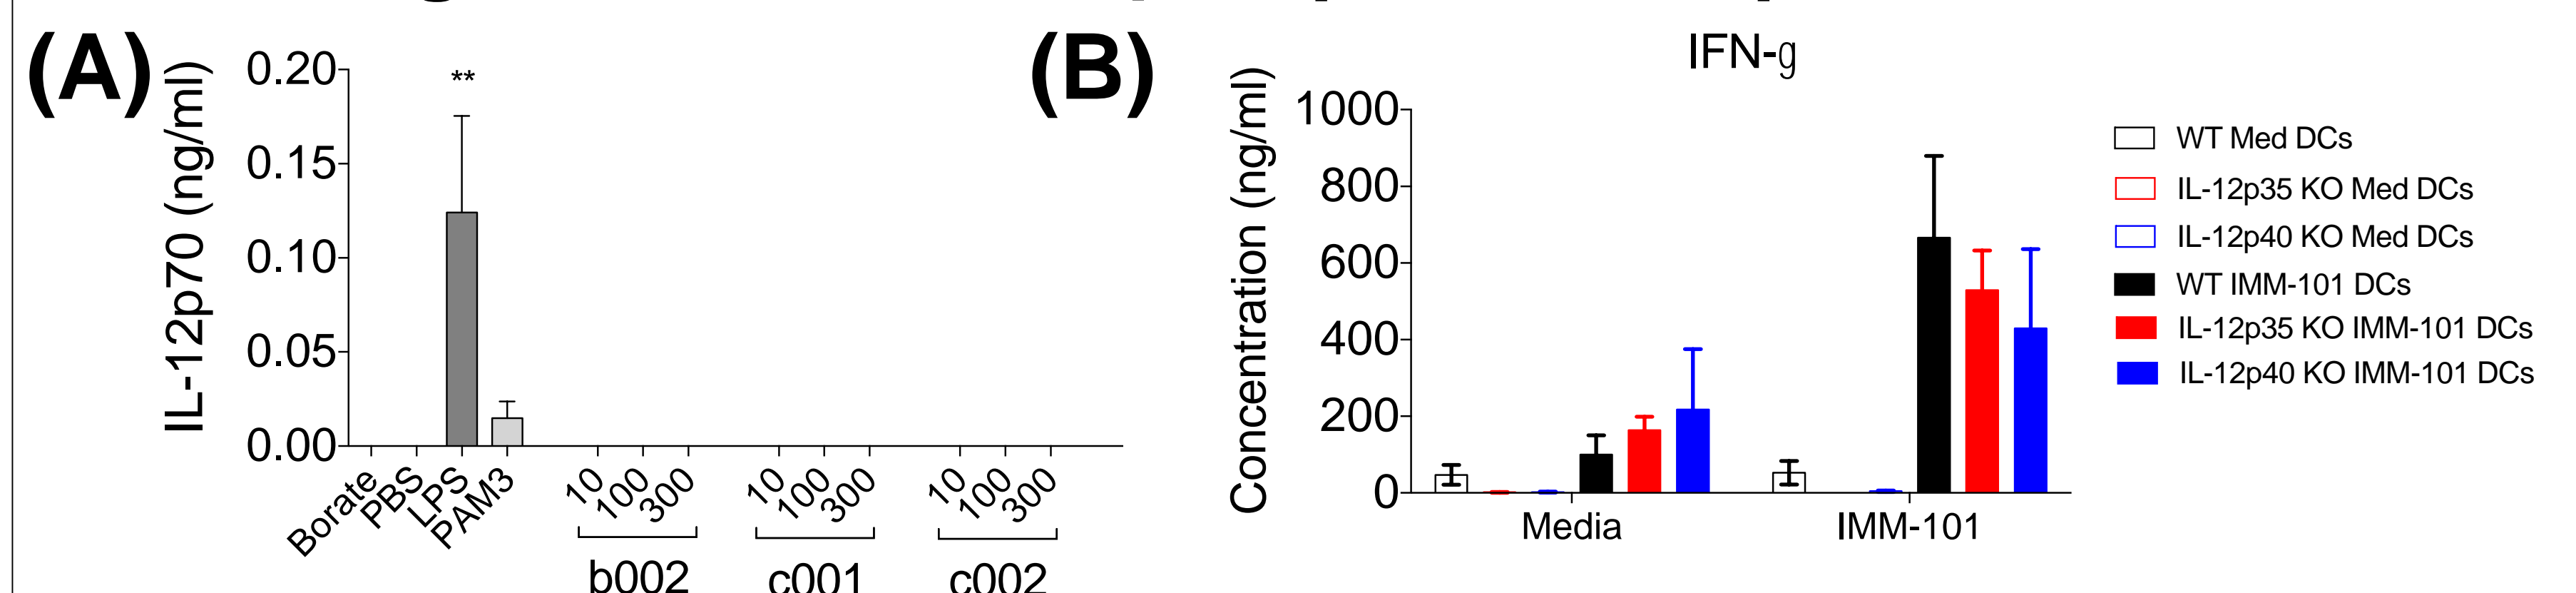 (A)
IL-12p70 (ng/ml)
0.20
0.15
0.10
0.05
0.00
**
Borate
PBS
LPS
PAM3
10
100
300
b002
10
100
300
c001
10
100
300
c002
(B)
IFN-g
Concentration (ng/ml)
1000
800
600
400
200
0
Media
IMM-101
WT Med DCs
IL-12p35 KO Med DCs
IL-12p40 KO Med DCs
WT IMM-101 DCs
IL-12p35 KO IMM-101 DCs
IL-12p40 KO IMM-101 DCs